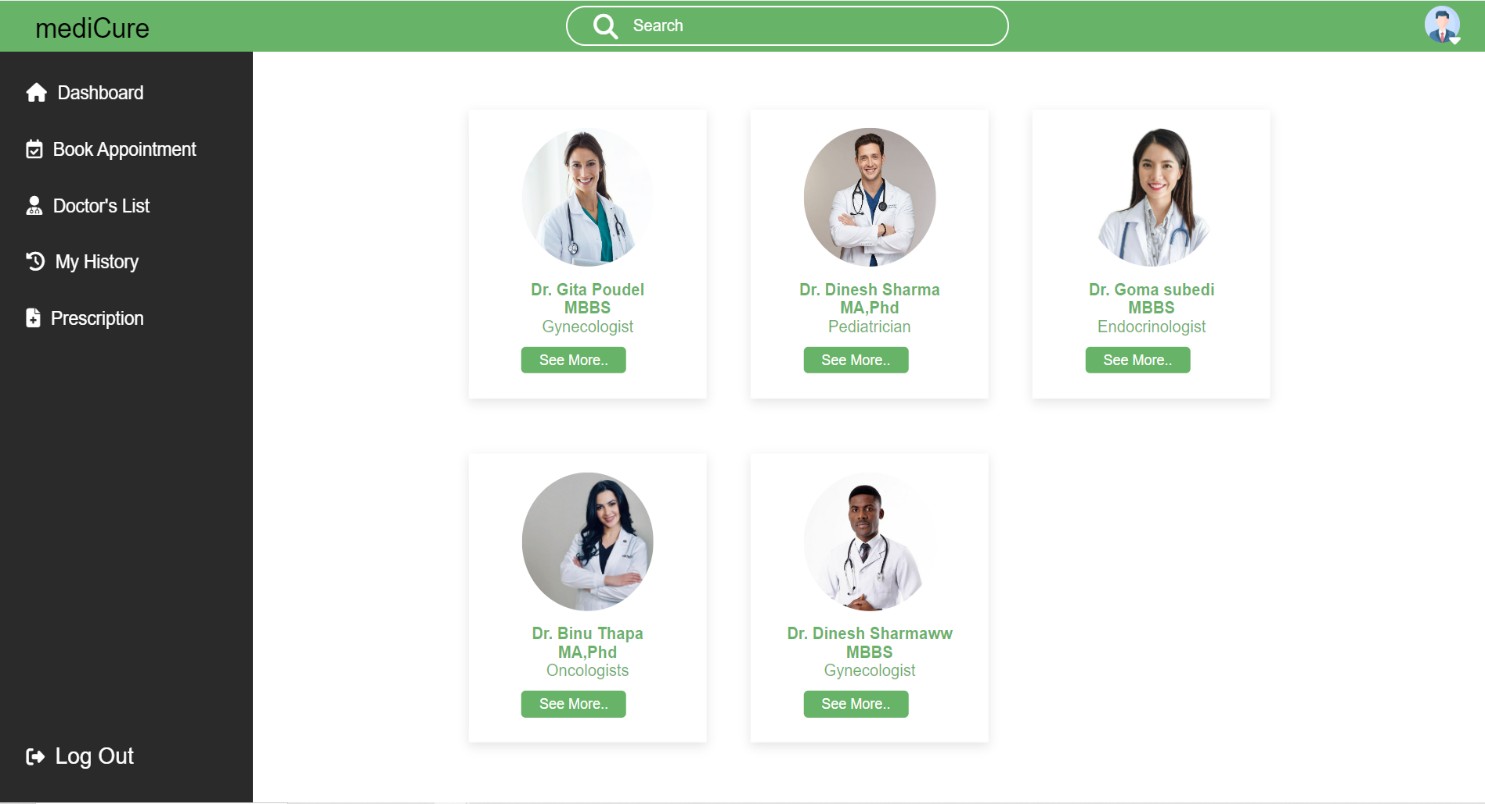 mediCure
Search
Dashboard
Book Appointment
Doctor's List
My History
Prescription
Log Out
Dr. Gita Poudel
MBBS
Gynecologist
See More..
Dr. Dinesh Sharma
MA,Phd
Pediatrician
See More..
Dr. Goma subedi
MBBS
Endocrinologist
See More..
Dr. Binu Thapa
MA,Phd
Oncologists
See More..
Dr. Dinesh Sharmaww
MBBS
Gynecologist
See More..